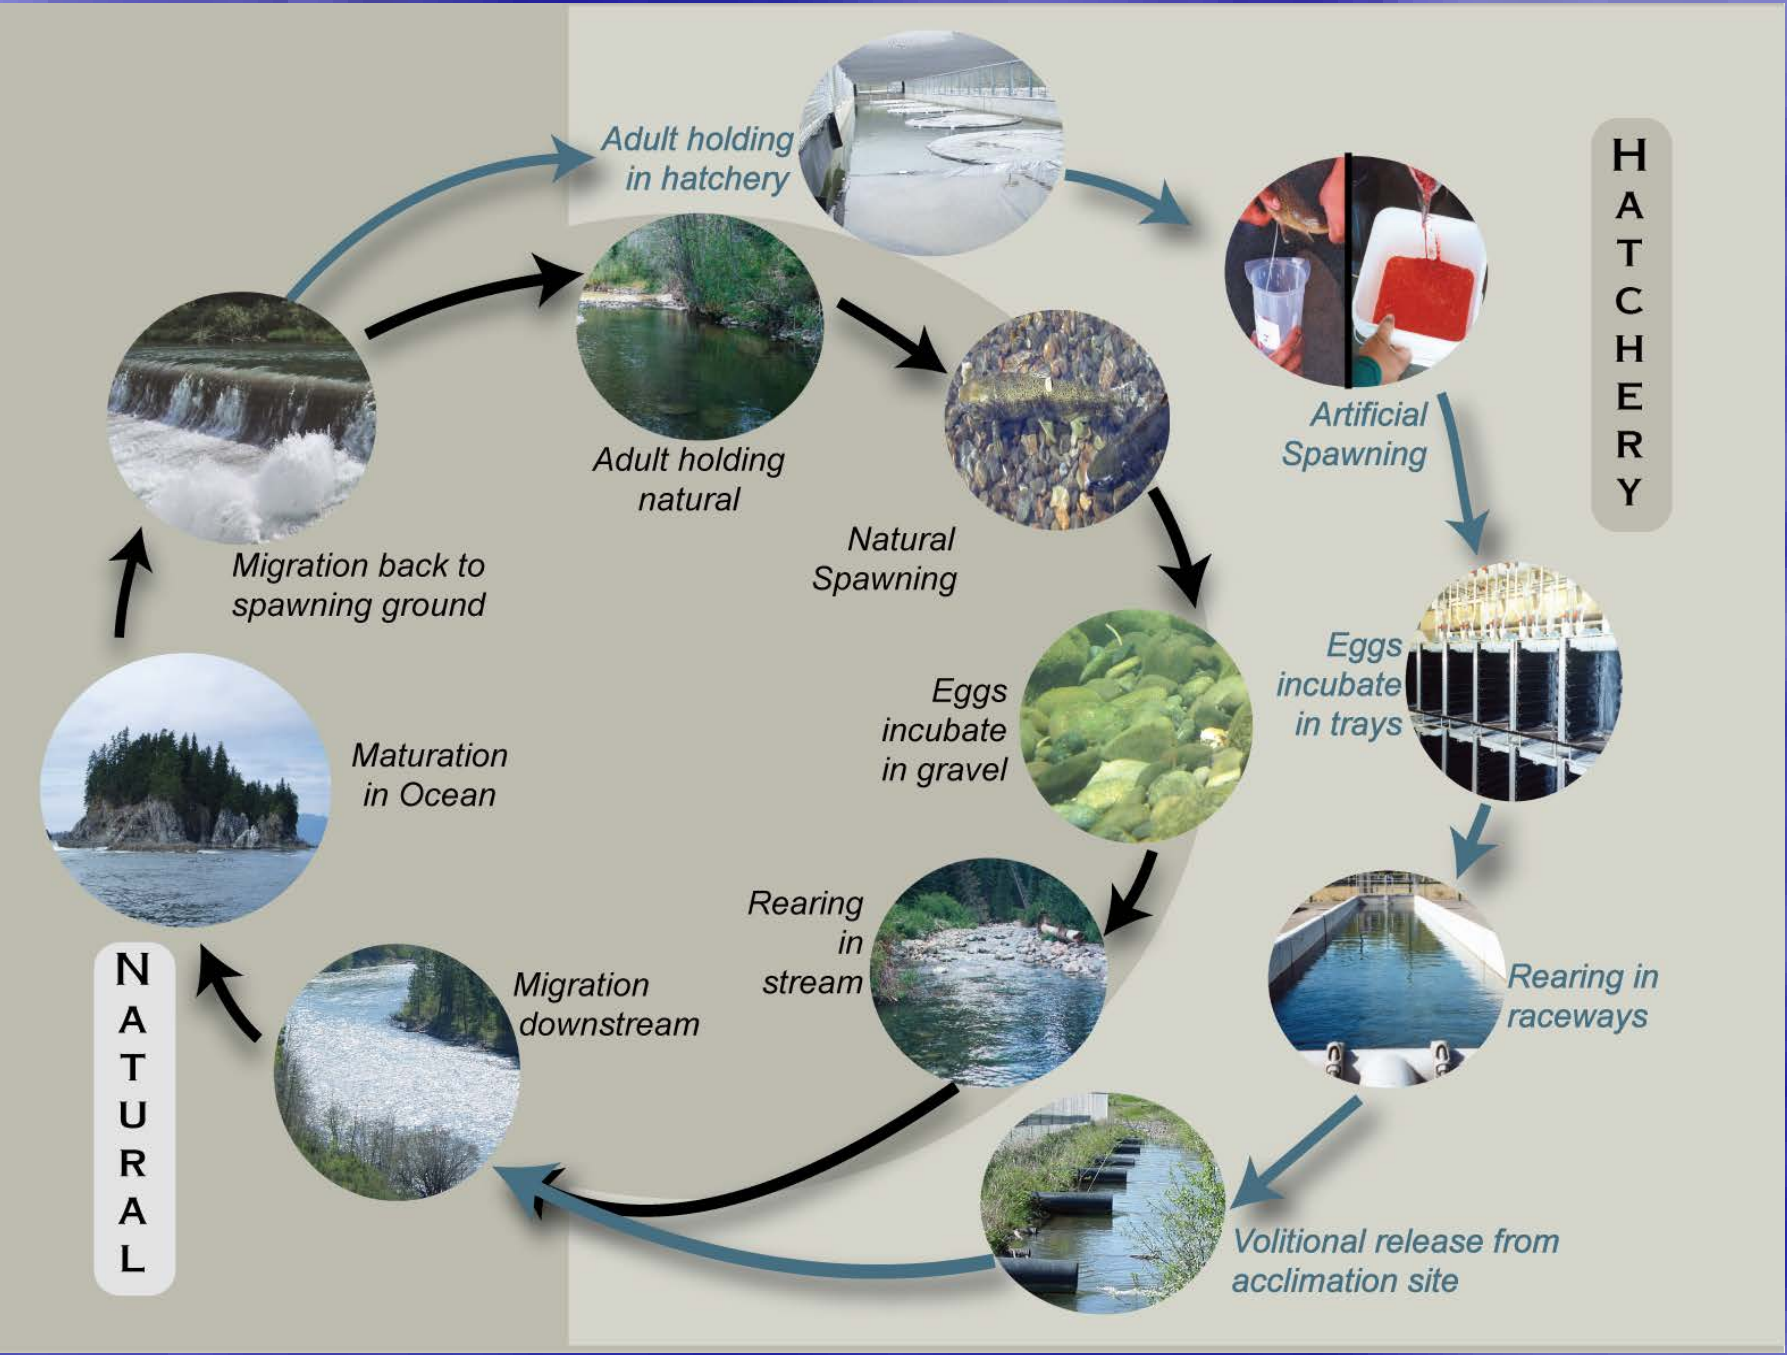 Adult holding
in hatchery
HATCHERY
Artificial
Spawning
Adult holding
natural
Natural
Spawning
Migration back to
spawning ground
Eggs
incubate
in trays
Eggs
incubate
in gravel
Maturation
in Ocean
Rearing
in
stream
Rearing in
raceways
Migration
downstream
NATURAL
Volitional release from
acclimation site